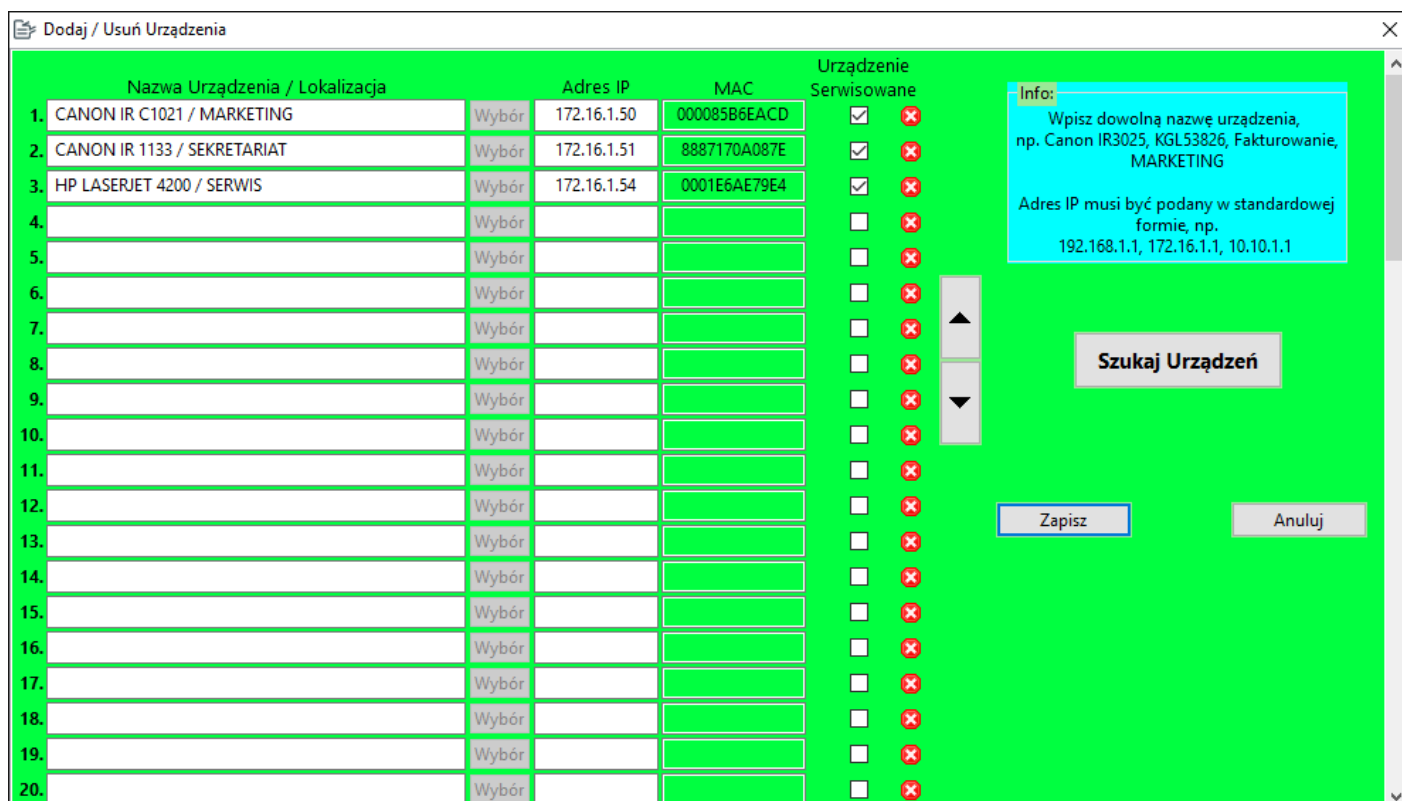 Dodaj / Usuń Urządzenia
Urządzenie
Nazwa Urządzenia / Lokalizacja Adres IP MAC Serwisowane
1. CANON IR C1021 / MARKETING Wybór 172.16.1.50 000085B6EACD
2. CANON IR 1133 / SEKRETARIAT Wybór 172.16.1.51 8887170A087E
3. HP LASERJET 4200 / SERWIS Wybór 172.16.1.54 0001E6AE79E4
4. Wybór
5. Wybór
6. Wybór
7. Wybór
8. Wybór
9. Wybór
10. Wybór
11. Wybór
12. Wybór
13. Wybór
14. Wybór
15. Wybór
16. Wybór
17. Wybór
18. Wybór
19. Wybór
20. Wybór
Info:
Wpisz dowolną nazwę urządzenia,
np. Canon IR3025, KGL53826, Fakturowanie,
MARKETING
Adres IP musi być podany w standardowej
formie, np.
192.168.1.1, 172.16.1.1, 10.10.1.1
Szukaj Urządzeń
Zapisz Anuluj